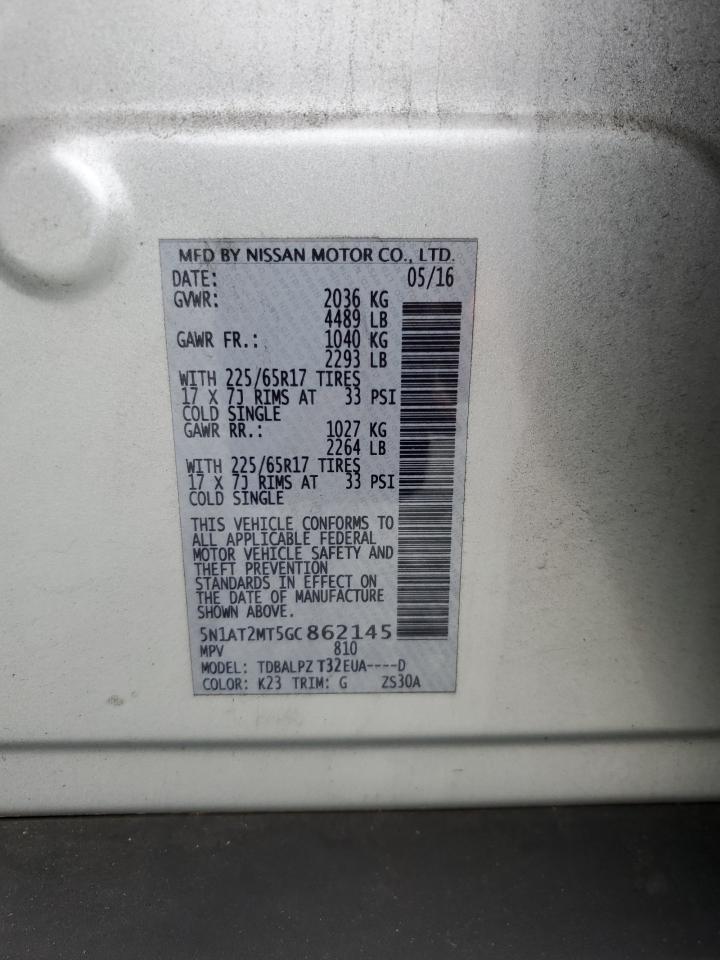 MFD BY NISSAN MOTOR CO., LTD.
DATE: 05/16
GVWR: 2036 KG
4489 LB
GAWR FR.: 1040 KG
2293 LB
WITH 225/65R17 TIRES
17 X 7J RIMS AT 33 PSI
COLD SINGLE
GAWR RR.: 1027 KG
2264 LB
WITH 225/65R17 TIRES
17 X 7J RIMS AT 33 PSI
COLD SINGLE
THIS VEHICLE CONFORMS TO
ALL APPLICABLE FEDERAL
MOTOR VEHICLE SAFETY AND
THEFT PREVENTION
STANDARDS IN EFFECT ON
THE DATE OF MANUFACTURE
SHOWN ABOVE.
5N1AT2MT5GC862145
MPV 810
MODEL: TDBALPZ T32EUA----D
COLOR: K23 TRIM: G ZS30A